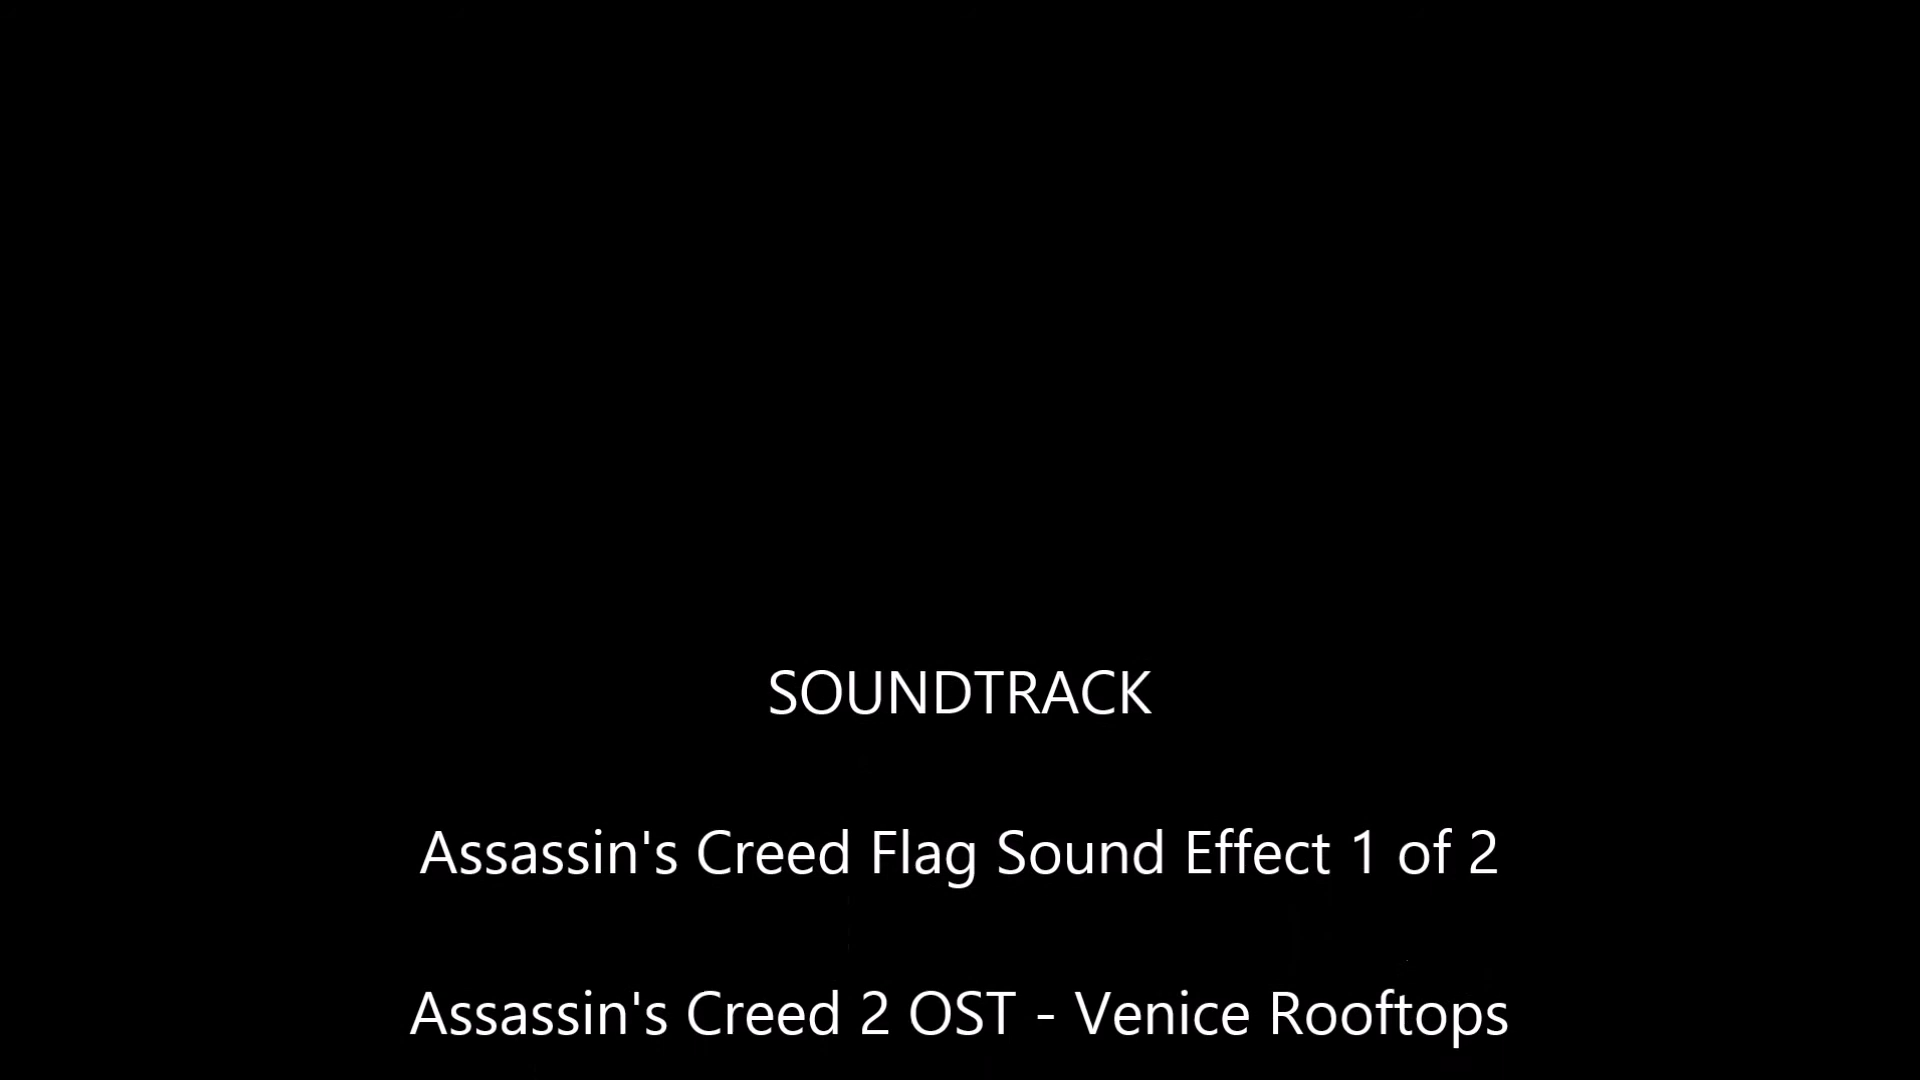 SOUNDTRACK
Assassin's Creed Flag Sound Effect 1 of 2
Assassin's Creed 2 OST - Venice Rooftops